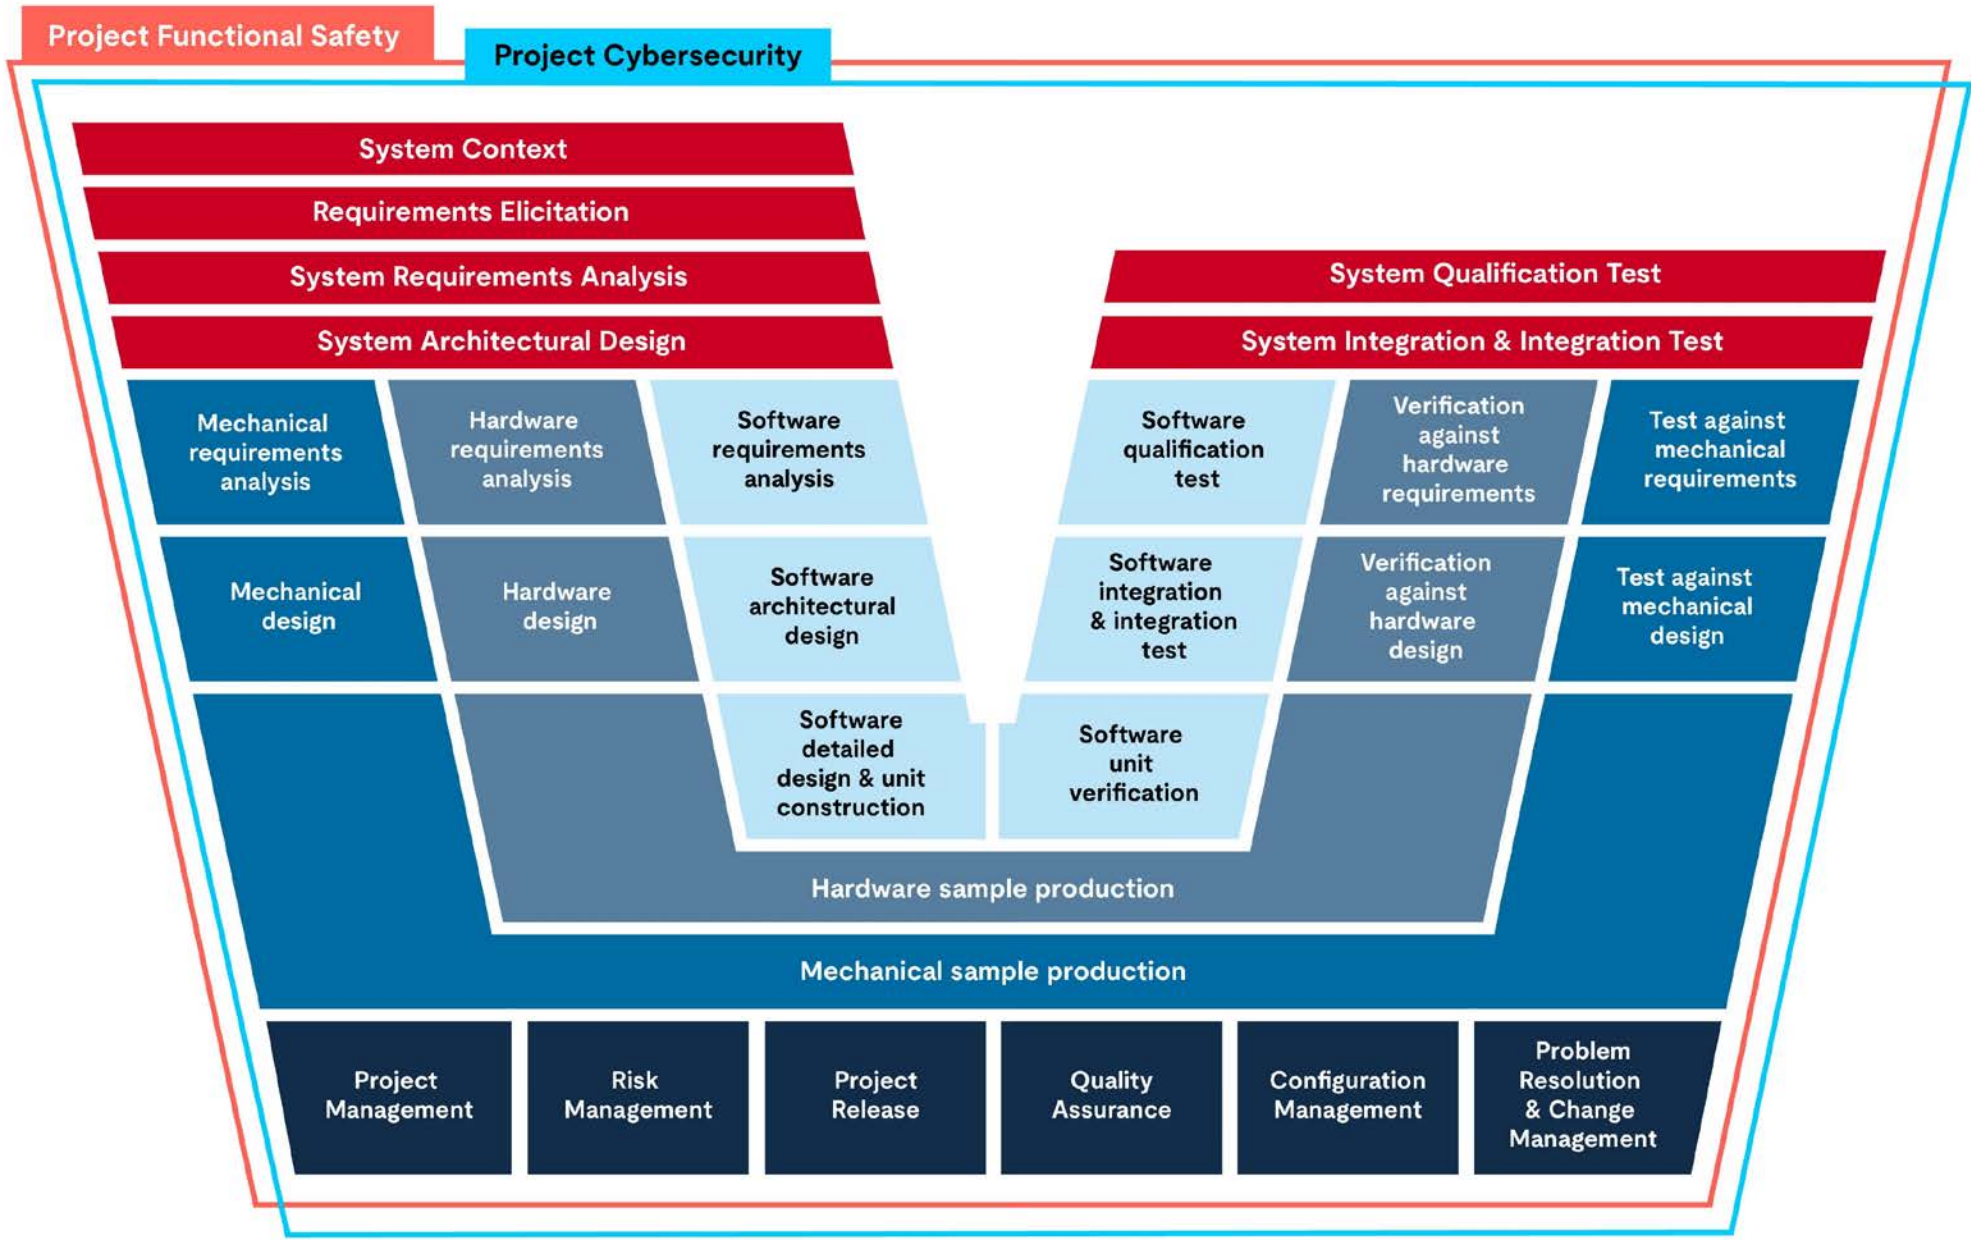 Project Functional Safety
Project Cybersecurity
System Context
Requirements Elicitation
System Requirements Analysis
System Architectural Design
System Qualification Test
System Integration & Integration Test
Mechanical
requirements
analysis
Hardware
requirements
analysis
Software
requirements
analysis
Software
qualification
test
Verification
against
hardware
requirements
Test against
mechanical
requirements
Mechanical
design
Hardware
design
Software
architectural
design
Software
integration
& integration
test
Verification
against
hardware
design
Test against
mechanical
design
Software
detailed
design & unit
construction
Software
unit
verification
Hardware sample production
Mechanical sample production
Project
Management
Risk
Management
Project
Release
Quality
Assurance
Configuration
Management
Problem
Resolution
& Change
Management